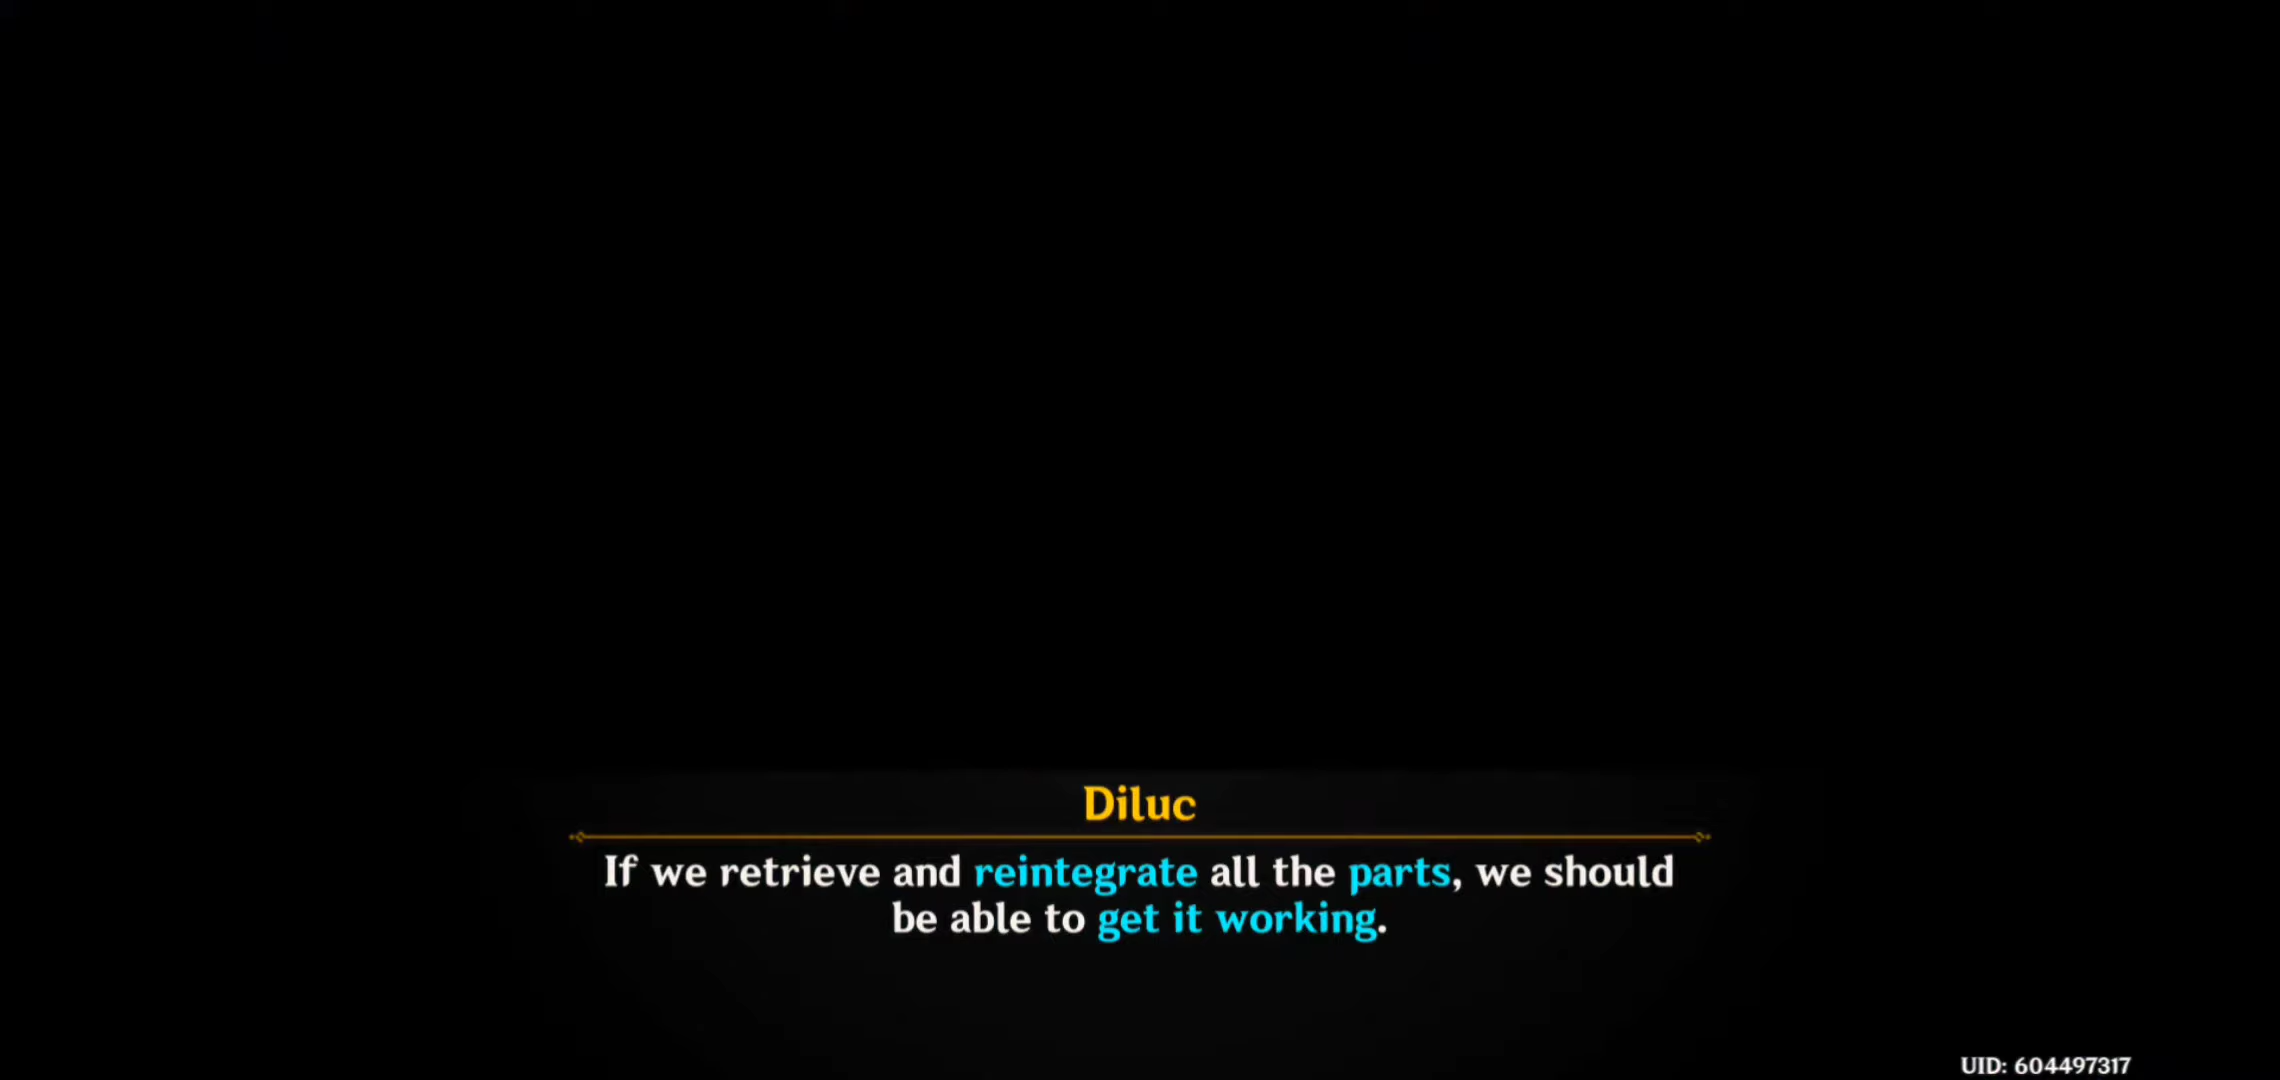 Diluc
If we retrieve and reintegrate all the parts, we should
be able to get it working.
UID: 604497317